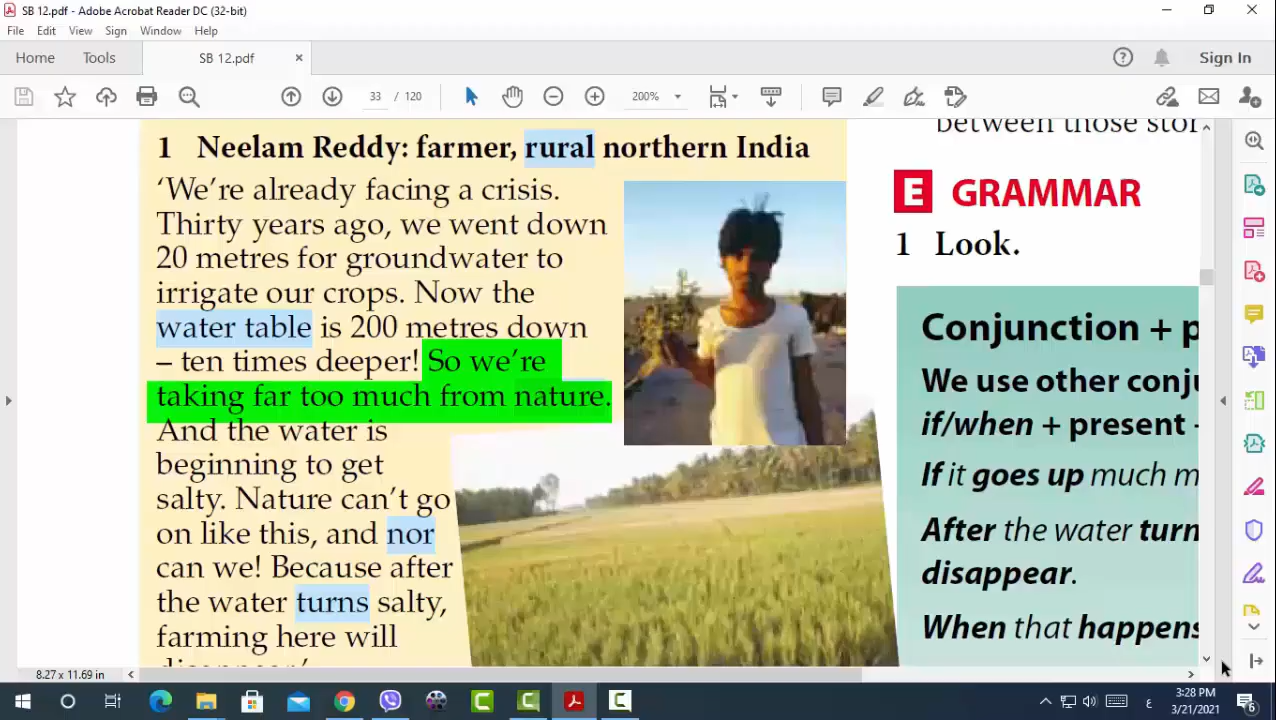 SB 12.pdf - Adobe Acrobat Reader DC (32-bit)
File Edit View Sign Window Help
Home Tools SB 12.pdf × Sign In
33 / 120 200%
1 Neelam Reddy: farmer, rural northern India
‘We’re already facing a crisis.
Thirty years ago, we went down
20 metres for groundwater to
irrigate our crops. Now the
water table is 200 metres down
– ten times deeper! So we’re
taking far too much from nature.
And the water is
beginning to get
salty. Nature can’t go
on like this, and nor
can we! Because after
the water turns salty,
farming here will
disappear’
between those stor
E GRAMMAR
1 Look.
Conjunction + p
We use other conju
if/when + present
If it goes up much m
After the water turn
disappear.
When that happens
8.27 x 11.69 in
ع
3:28 PM
3/21/2021
6